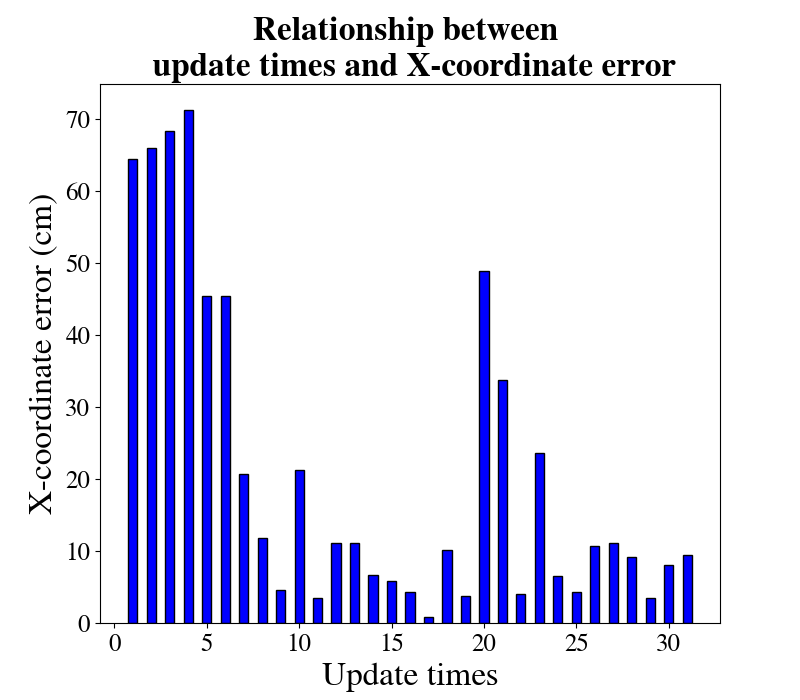 Relationship between
update times and X-coordinate error
X-coordinate error (cm)
70
60
50
40
30
20
10
0
0 5 10 15 20 25 30
Update times